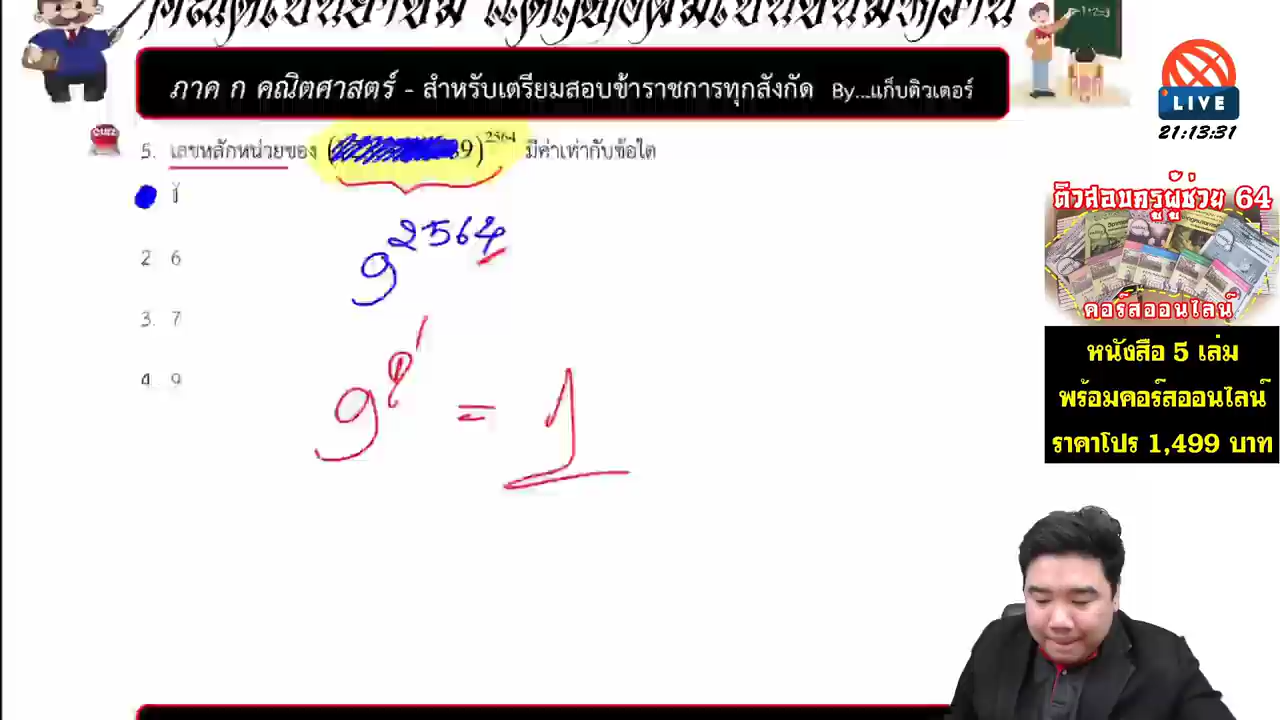 ภาค ก คณิตศาสตร์ - สำหรับเตรียมสอบข้าราชการทุกสังกัด By...แก็บติวเตอร์
LIVE
21:13:31
QUIZ
5. เลขหลักหน่วยของ ( 39)^2564 มีค่าเท่ากับข้อใด
1
2 6
3. 7
4. 9
9^2564
9 = 1
ติวสอบครูผู้ช่วย 64
คอร์สออนไลน์
หนังสือ 5 เล่ม
พร้อมคอร์สออนไลน์
ราคาโปร 1,499 บาท